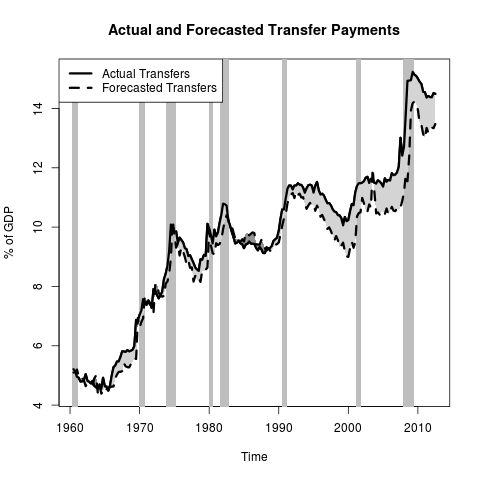 Actual and Forecasted Transfer Payments
Actual Transfers
Forecasted Transfers
% of GDP
14
12
10
8
6
4
1960 1970 1980 1990 2000 2010
Time